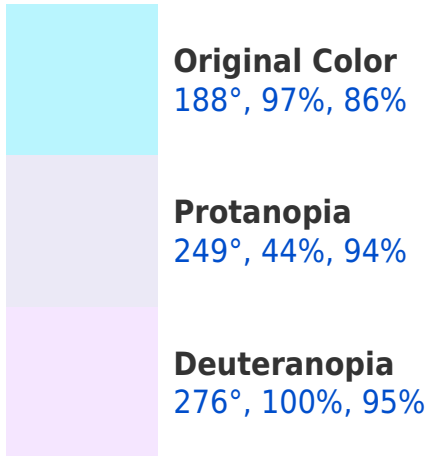 Original Color
188°, 97%, 86%
Protanopia
249°, 44%, 94%
Deuteranopia
276°, 100%, 95%